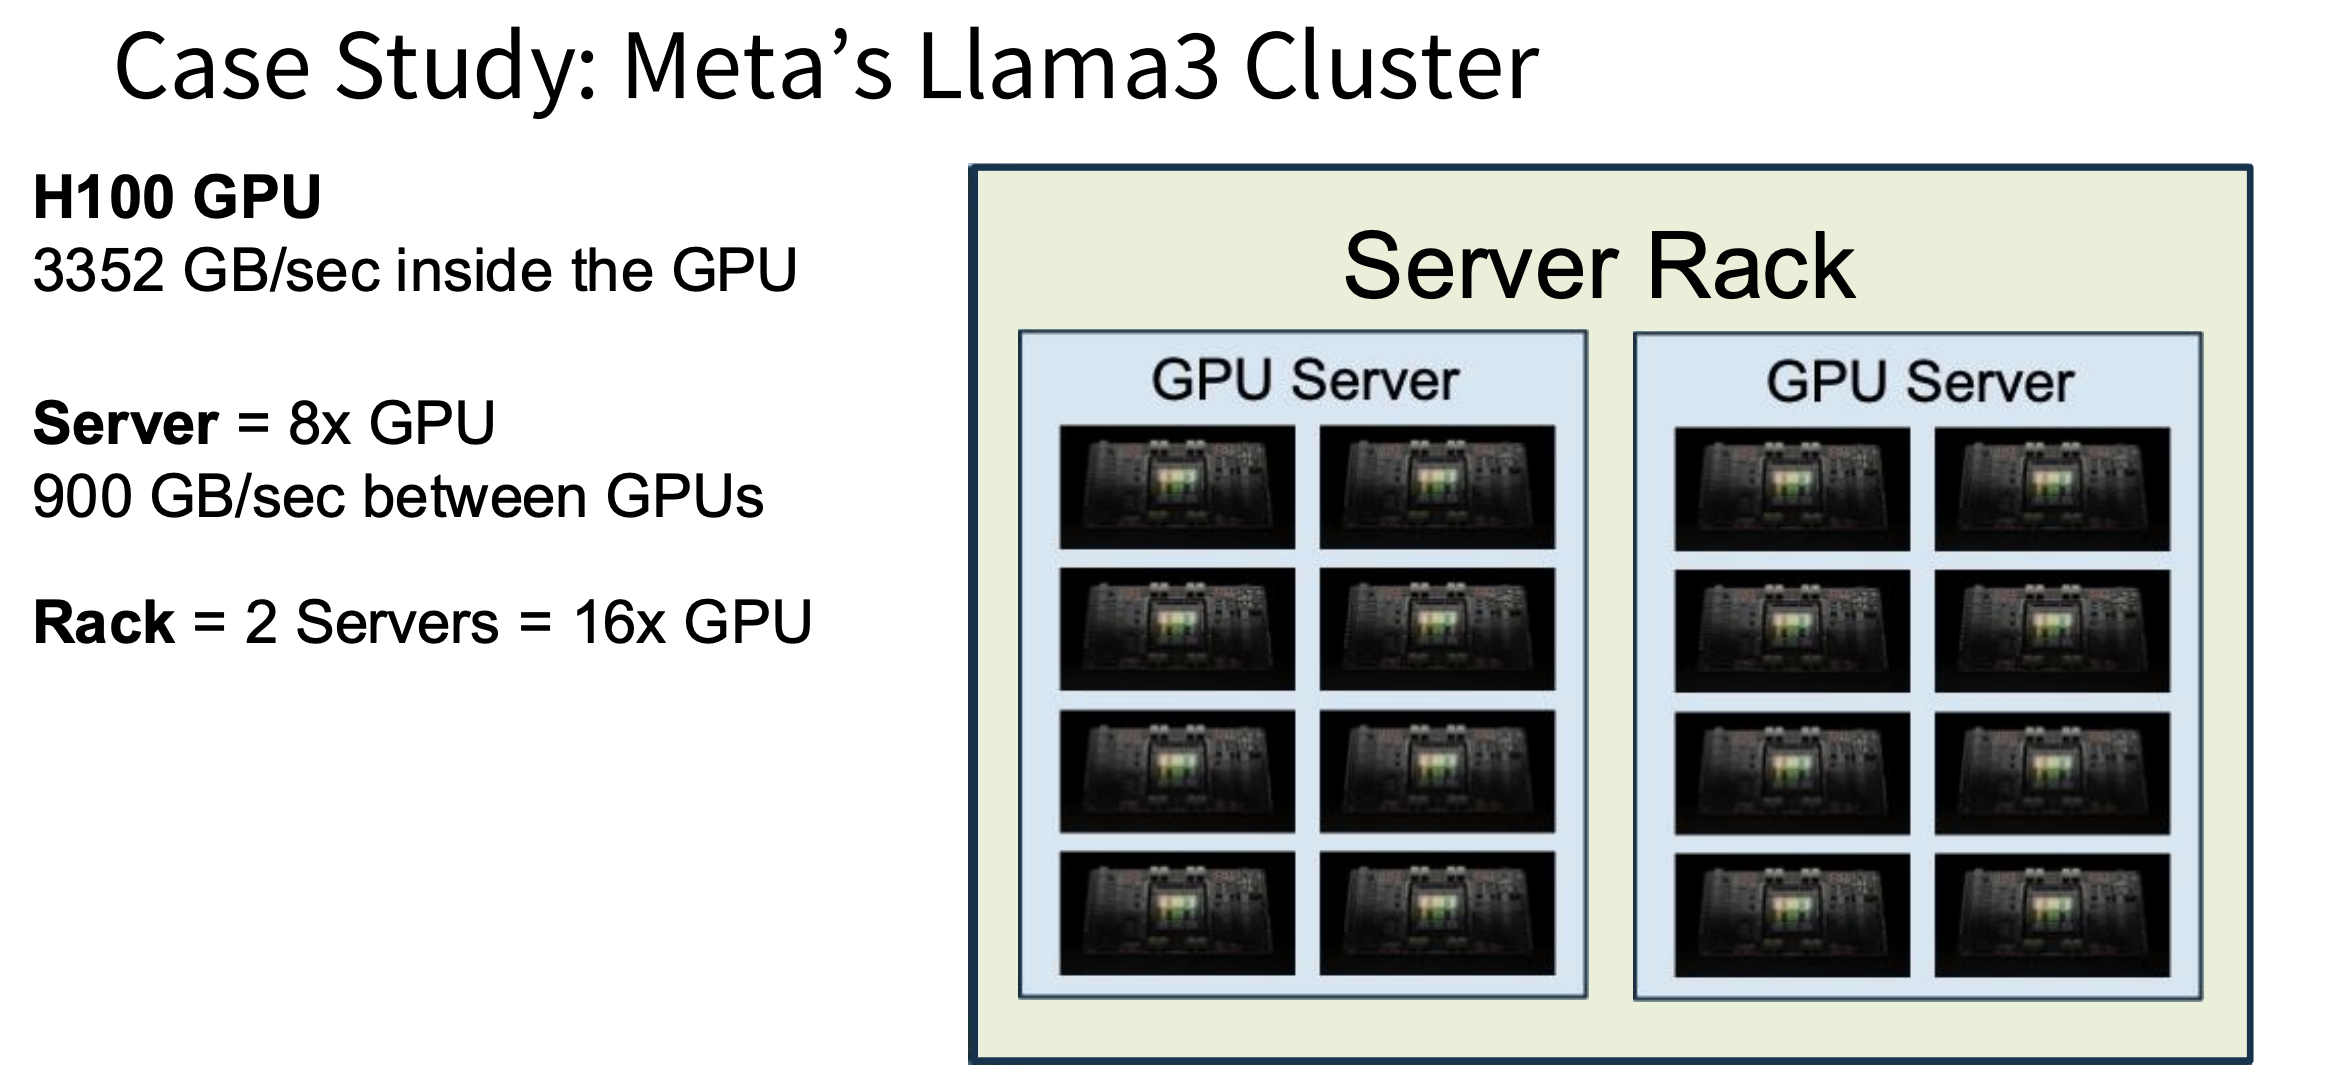 Case Study: Meta’s Llama3 Cluster
H100 GPU
3352 GB/sec inside the GPU
Server = 8x GPU
900 GB/sec between GPUs
Rack = 2 Servers = 16x GPU
Server Rack
GPU Server
GPU Server